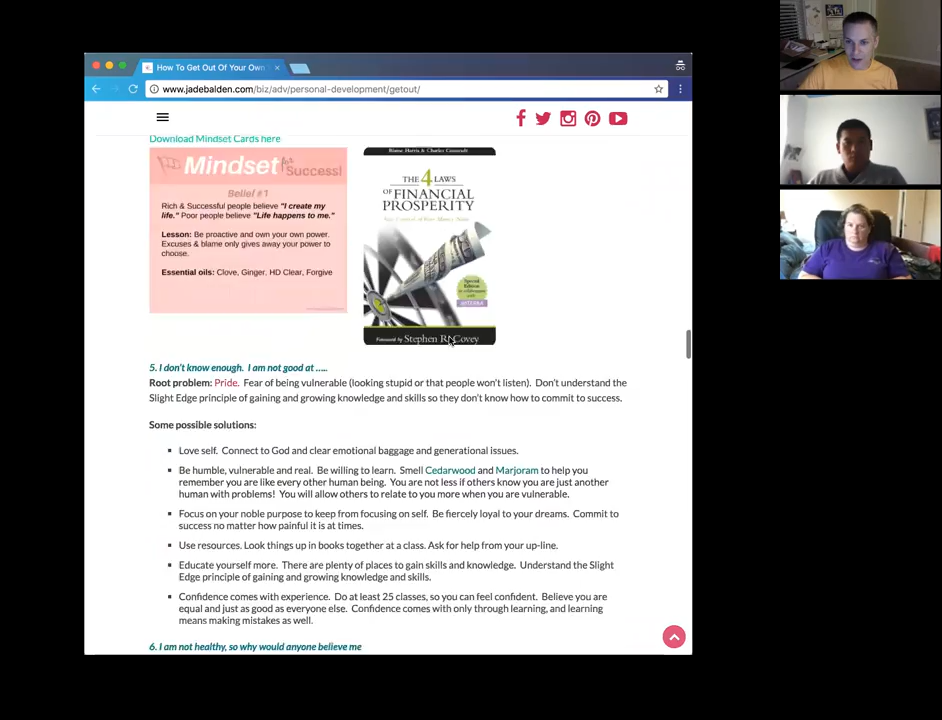 How To Get Out Of Your Own
www.jadebalden.com/biz/adv/personal-development/getout/
Download Mindset Cards here
Mindset for Success!
Belief #1
Rich & Successful people believe "I create my
life." Poor people believe "Life happens to me."
Lesson: Be proactive and own your own power.
Excuses & blame only gives away your power to
choose.
Essential oils: Clove, Ginger, HD Clear, Forgive
THE 4 LAWS
OF FINANCIAL
PROSPERITY
Foreword by Stephen R. Covey
5. I don't know enough. I am not good at ….
Root problem: Pride. Fear of being vulnerable (looking stupid or that people won't listen). Don't understand the
Slight Edge principle of gaining and growing knowledge and skills so they don't know how to commit to success.
Some possible solutions:
Love self. Connect to God and clear emotional baggage and generational issues.
Be humble, vulnerable and real. Be willing to learn. Smell Cedarwood and Marjoram to help you
remember you are like every other human being. You are not less if others know you are just another
human with problems! You will allow others to relate to you more when you are vulnerable.
Focus on your noble purpose to keep from focusing on self. Be fiercely loyal to your dreams. Commit to
success no matter how painful it is at times.
Use resources. Look things up in books together at a class. Ask for help from your up-line.
Educate yourself more. There are plenty of places to gain skills and knowledge. Understand the Slight
Edge principle of gaining and growing knowledge and skills.
Confidence comes with experience. Do at least 25 classes, so you can feel confident. Believe you are
equal and just as good as everyone else. Confidence comes with only through learning, and learning
means making mistakes as well.
6. I am not healthy, so why would anyone believe me